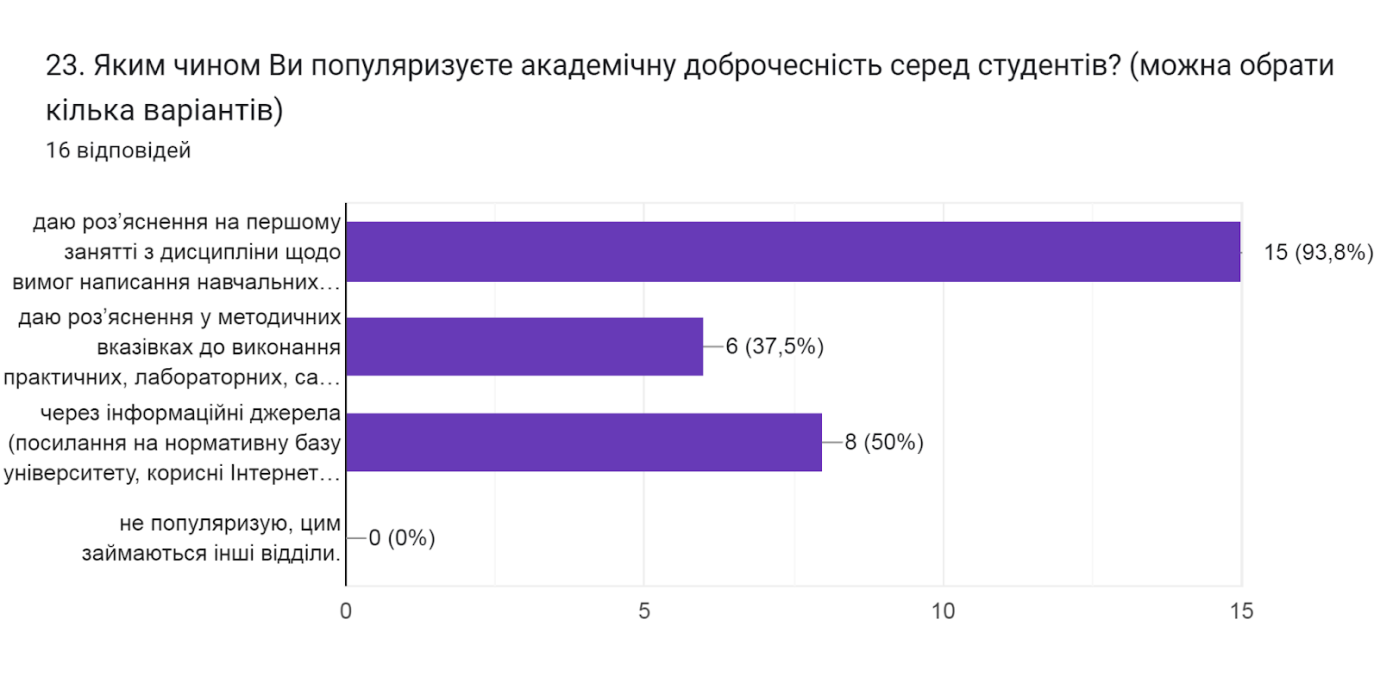 23. Яким чином Ви популяризуєте академічну доброчесність серед студентів? (можна обрати
кілька варіантів)
16 відповідей
даю роз’яснення на першому
занятті з дисципліни щодо
вимог написання навчальних…
15 (93,8%)
даю роз’яснення у методичних
вказівках до виконання
практичних, лабораторних, са…
6 (37,5%)
через інформаційні джерела
(посилання на нормативну базу
університету, корисні Інтернет…
8 (50%)
не популяризую, цим
займаються інші відділи.
0 (0%)
0 5 10 15